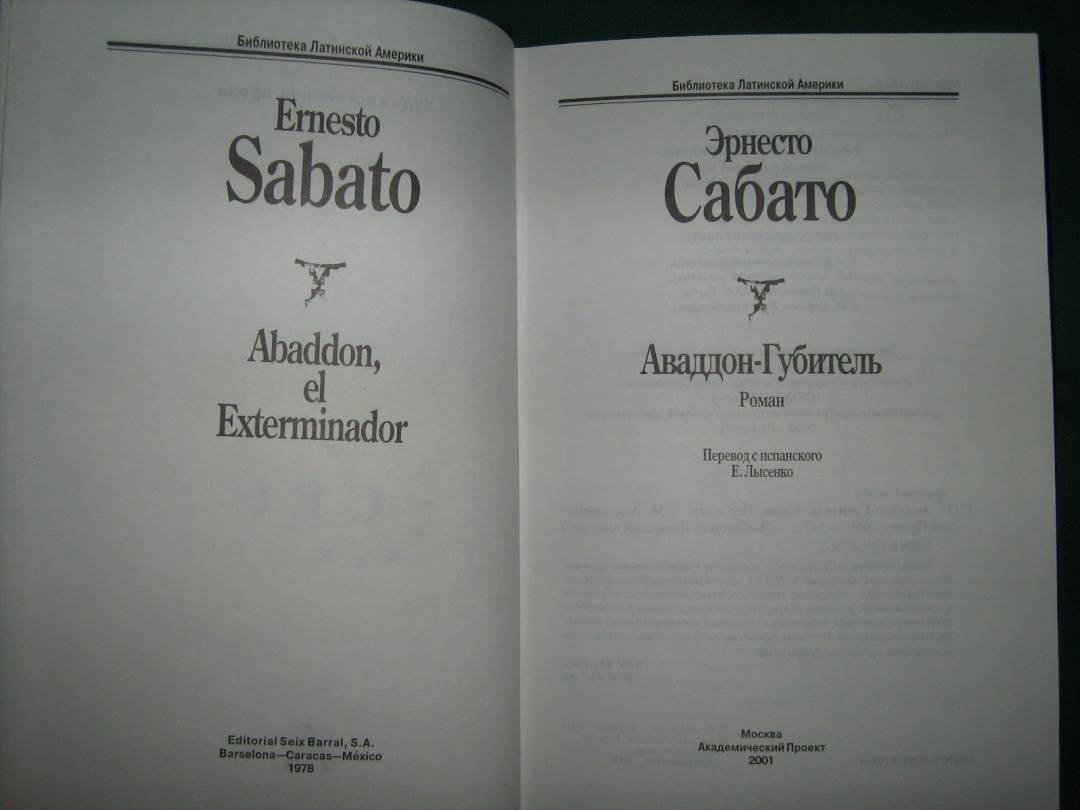 Библиотека Латинской Америки
Ernesto
Sabato
Abaddon,
el
Exterminador
Editorial Seix Barral, S.A.
Barselona—Caracas—México
1978
Библиотека Латинской Америки
Эрнесто
Сабато
Аваддон-Губитель
Роман
Перевод с испанского
Е. Лысенко
Москва
Академический Проект
2001